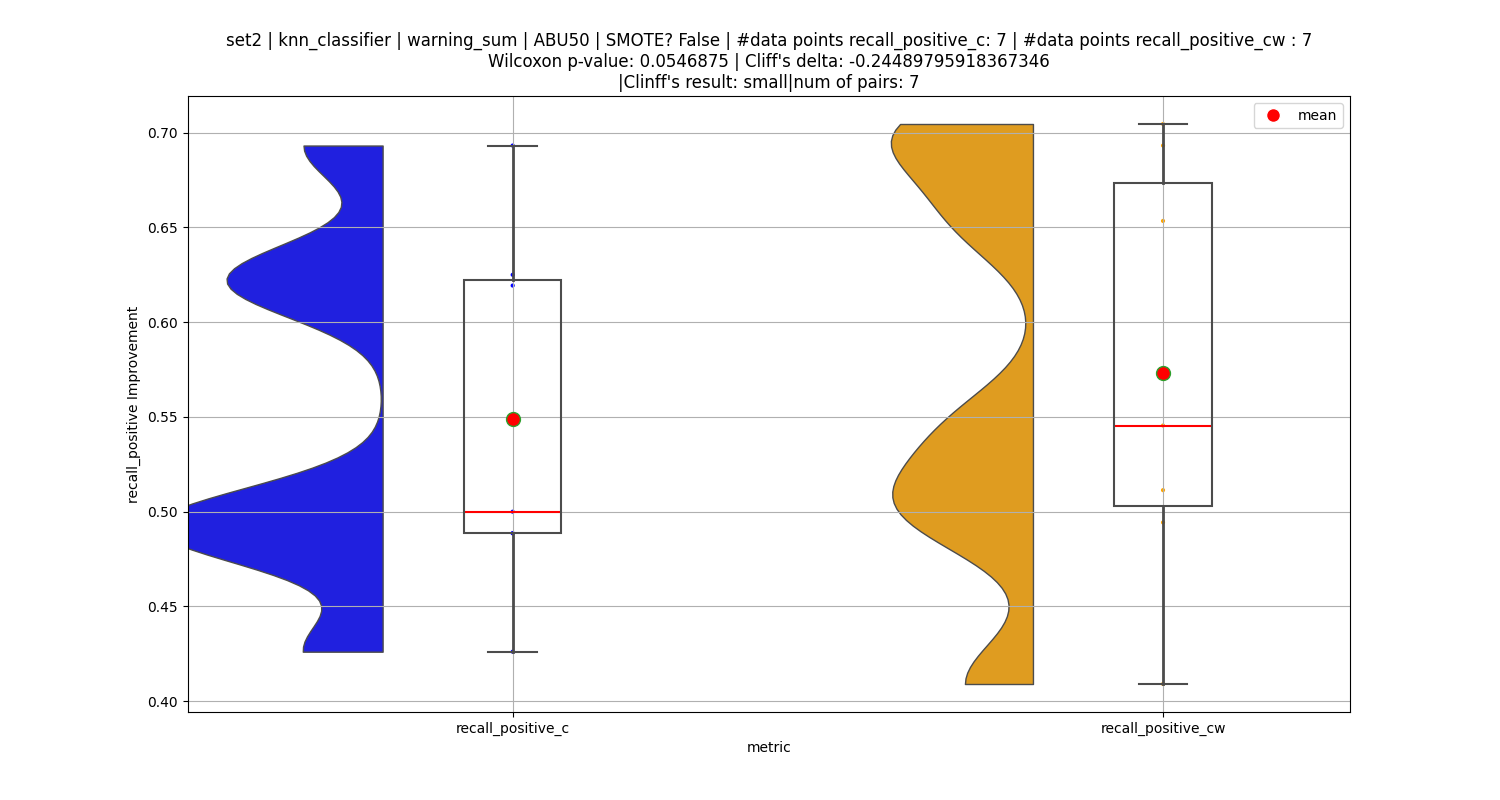 set2 | knn_classifier | warning_sum | ABU50 | SMOTE? False | #data points recall_positive_c: 7 | #data points recall_positive_cw : 7
Wilcoxon p-value: 0.0546875 | Cliff's delta: -0.24489795918367346
|Clinff's result: small|num of pairs: 7
mean
0.70
0.65
0.60
0.55
0.50
0.45
0.40
recall_positive Improvement
recall_positive_c
recall_positive_cw
metric